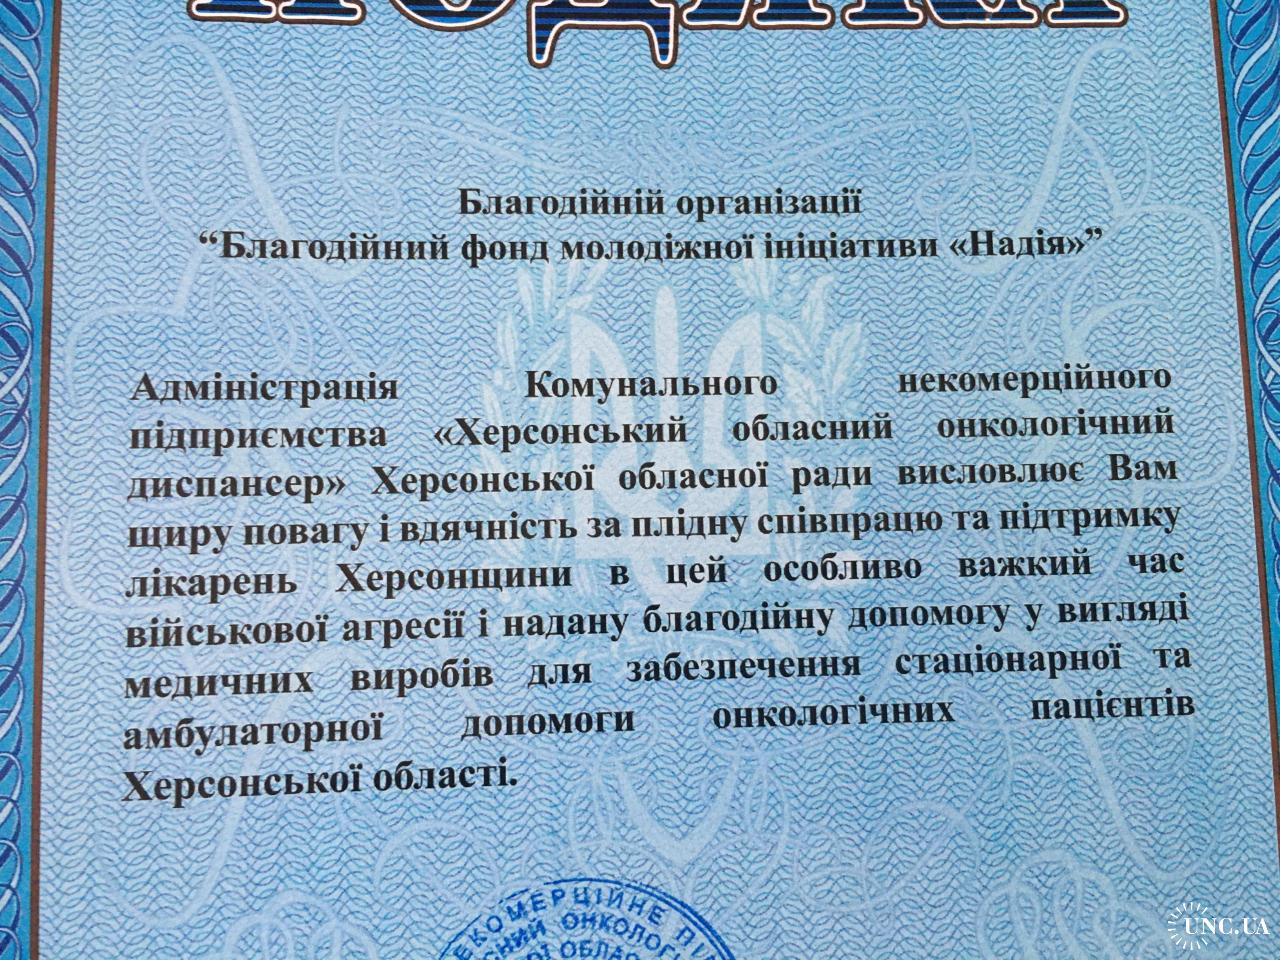 Благодійній організації
“Благодійний фонд молодіжної ініціативи «Надія»”
Адміністрація Комунального некомерційного
підприємства «Херсонський обласний онкологічний
диспансер» Херсонської обласної ради висловлює Вам
щиру повагу і вдячність за плідну співпрацю та підтримку
лікарень Херсонщини в цей особливо важкий час
військової агресії і надану благодійну допомогу у вигляді
медичних виробів для забезпечення стаціонарної та
амбулаторної допомоги онкологічних пацієнтів
Херсонської області.
UNC.UA